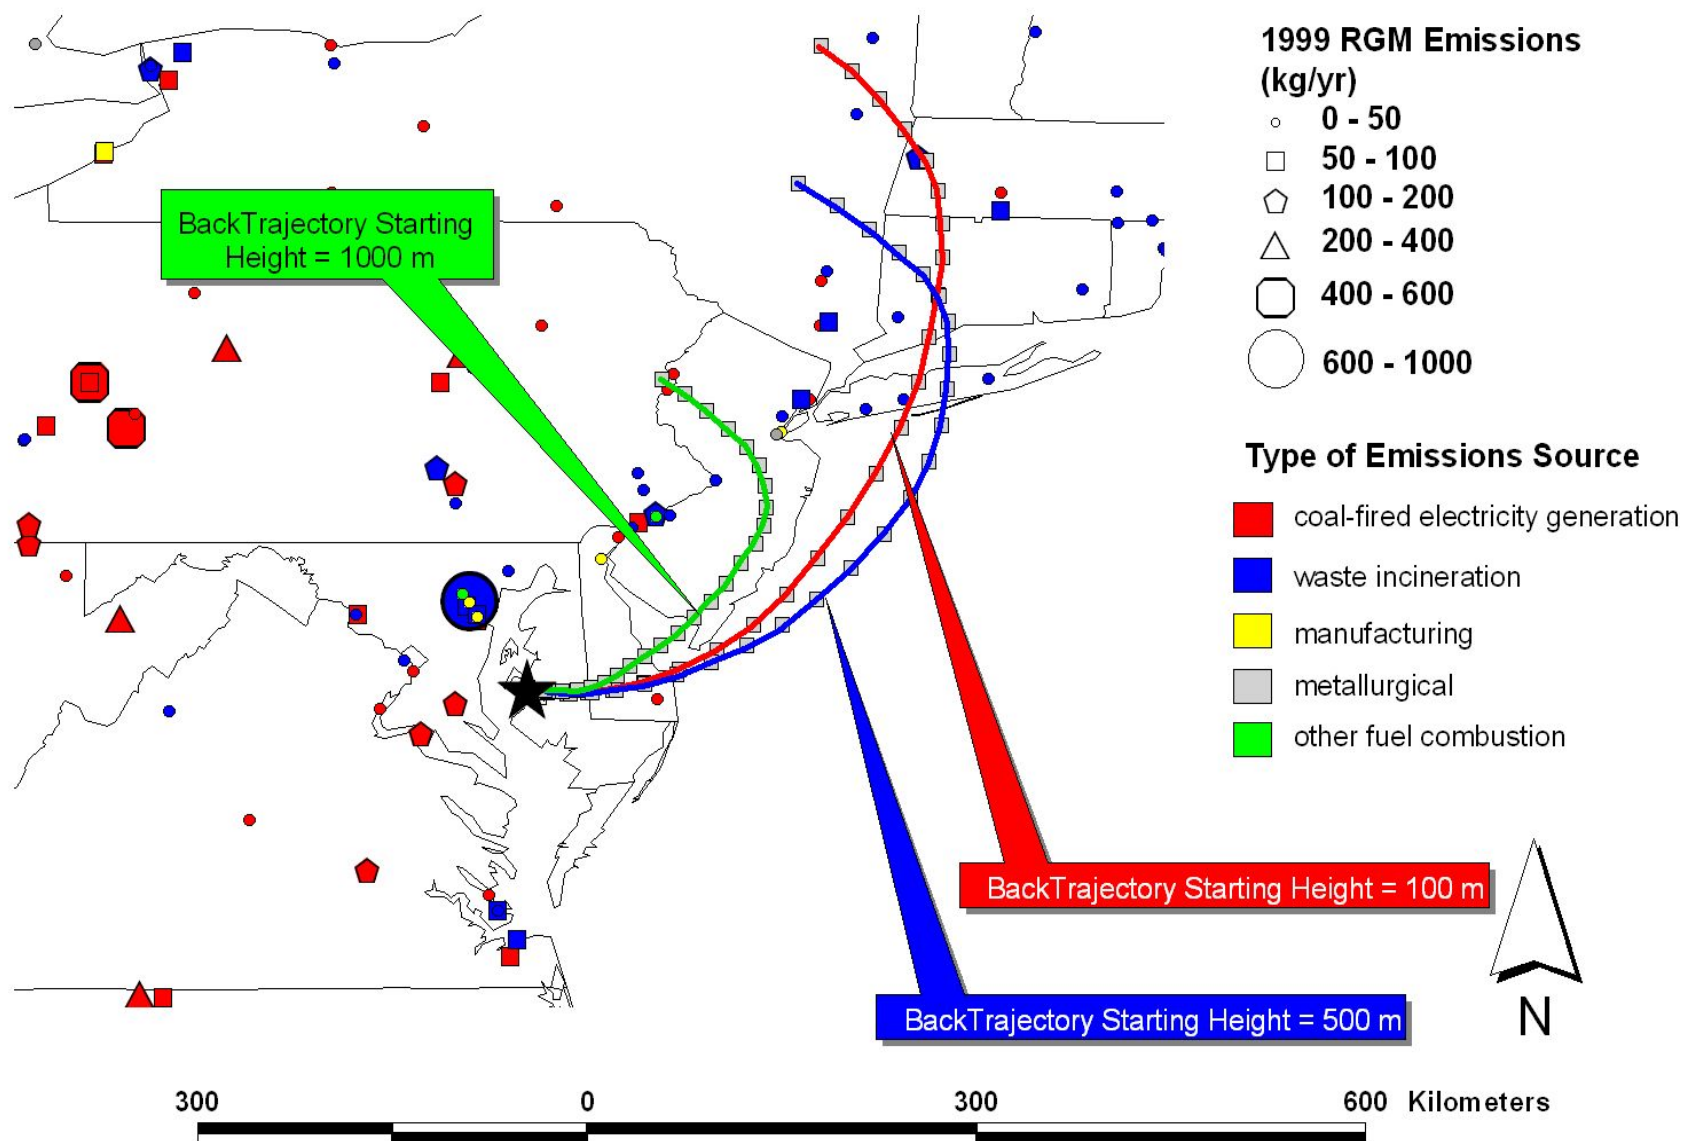 BackTrajectory Starting
Height = 1000 m
1999 RGM Emissions
(kg/yr)
0 - 50
50 - 100
100 - 200
200 - 400
400 - 600
600 - 1000
Type of Emissions Source
coal-fired electricity generation
waste incineration
manufacturing
metallurgical
other fuel combustion
BackTrajectory Starting Height = 100 m
BackTrajectory Starting Height = 500 m
N
300 0 300 600 Kilometers